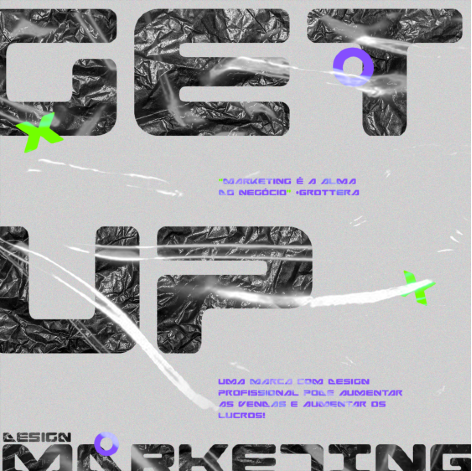 GET
"MARKETING É A ALMA
DO NEGÓCIO" •GROTTERA
UP
UMA MARCA COM DESIGN
PROFISSIONAL PODE AUMENTAR
AS VENDAS E AUMENTAR OS
LUCROS!
DESIGN
MARKETING